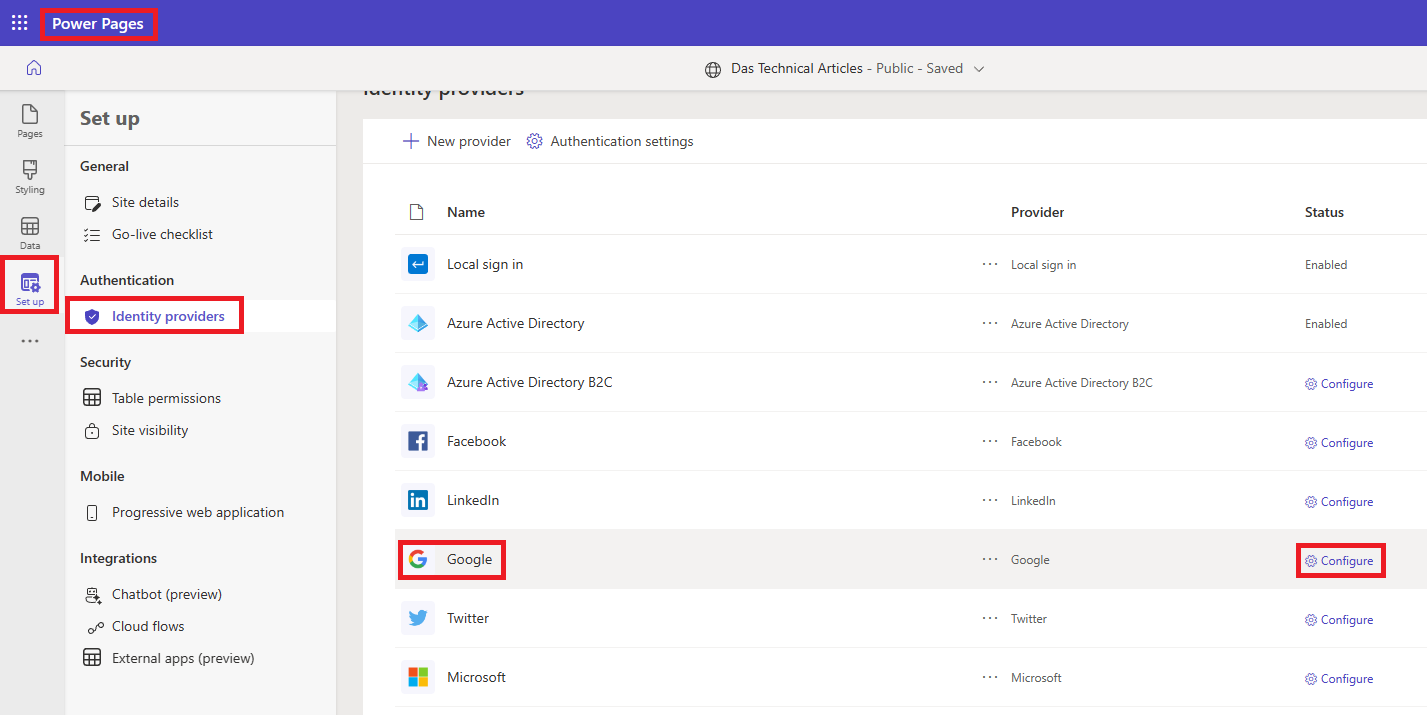 Power Pages
Das Technical Articles - Public - Saved
Pages
Styling
Data
Set up
Set up
General
Site details
Go-live checklist
Authentication
Identity providers
Security
Table permissions
Site visibility
Mobile
Progressive web application
Integrations
Chatbot (preview)
Cloud flows
External apps (preview)
Identity providers
New provider Authentication settings
Name Provider Status
Local sign in ··· Local sign in Enabled
Azure Active Directory ··· Azure Active Directory Enabled
Azure Active Directory B2C ··· Azure Active Directory B2C Configure
Facebook ··· Facebook Configure
LinkedIn ··· LinkedIn Configure
Google ··· Google Configure
Twitter ··· Twitter Configure
Microsoft ··· Microsoft Configure